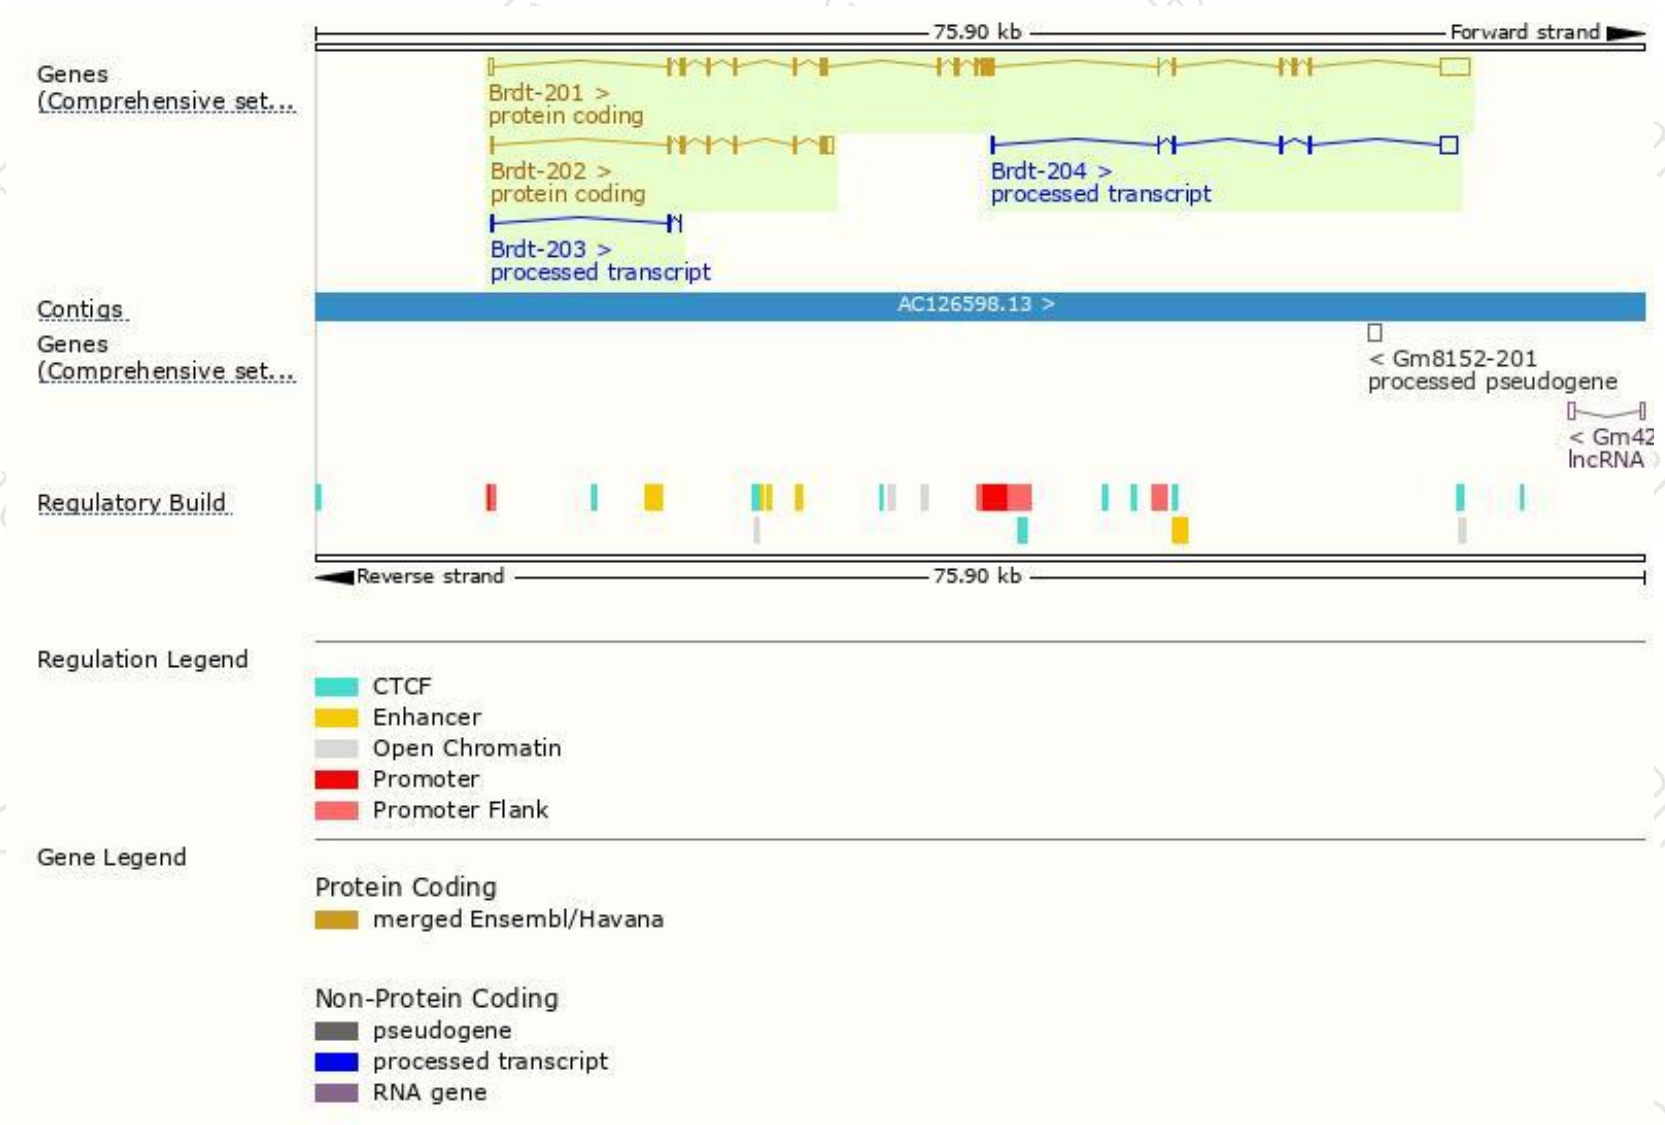 75.90 kb Forward strand
Genes
(Comprehensive set...
Brdt-201 >
protein coding
Brdt-202 >
protein coding
Brdt-204 >
processed transcript
Brdt-203 >
processed transcript
Contigs
AC126598.13 >
Genes
(Comprehensive set...
< Gm8152-201
processed pseudogene
< Gm42
lncRNA
Regulatory Build
Reverse strand 75.90 kb
Regulation Legend
CTCF
Enhancer
Open Chromatin
Promoter
Promoter Flank
Gene Legend
Protein Coding
merged Ensembl/Havana
Non-Protein Coding
pseudogene
processed transcript
RNA gene